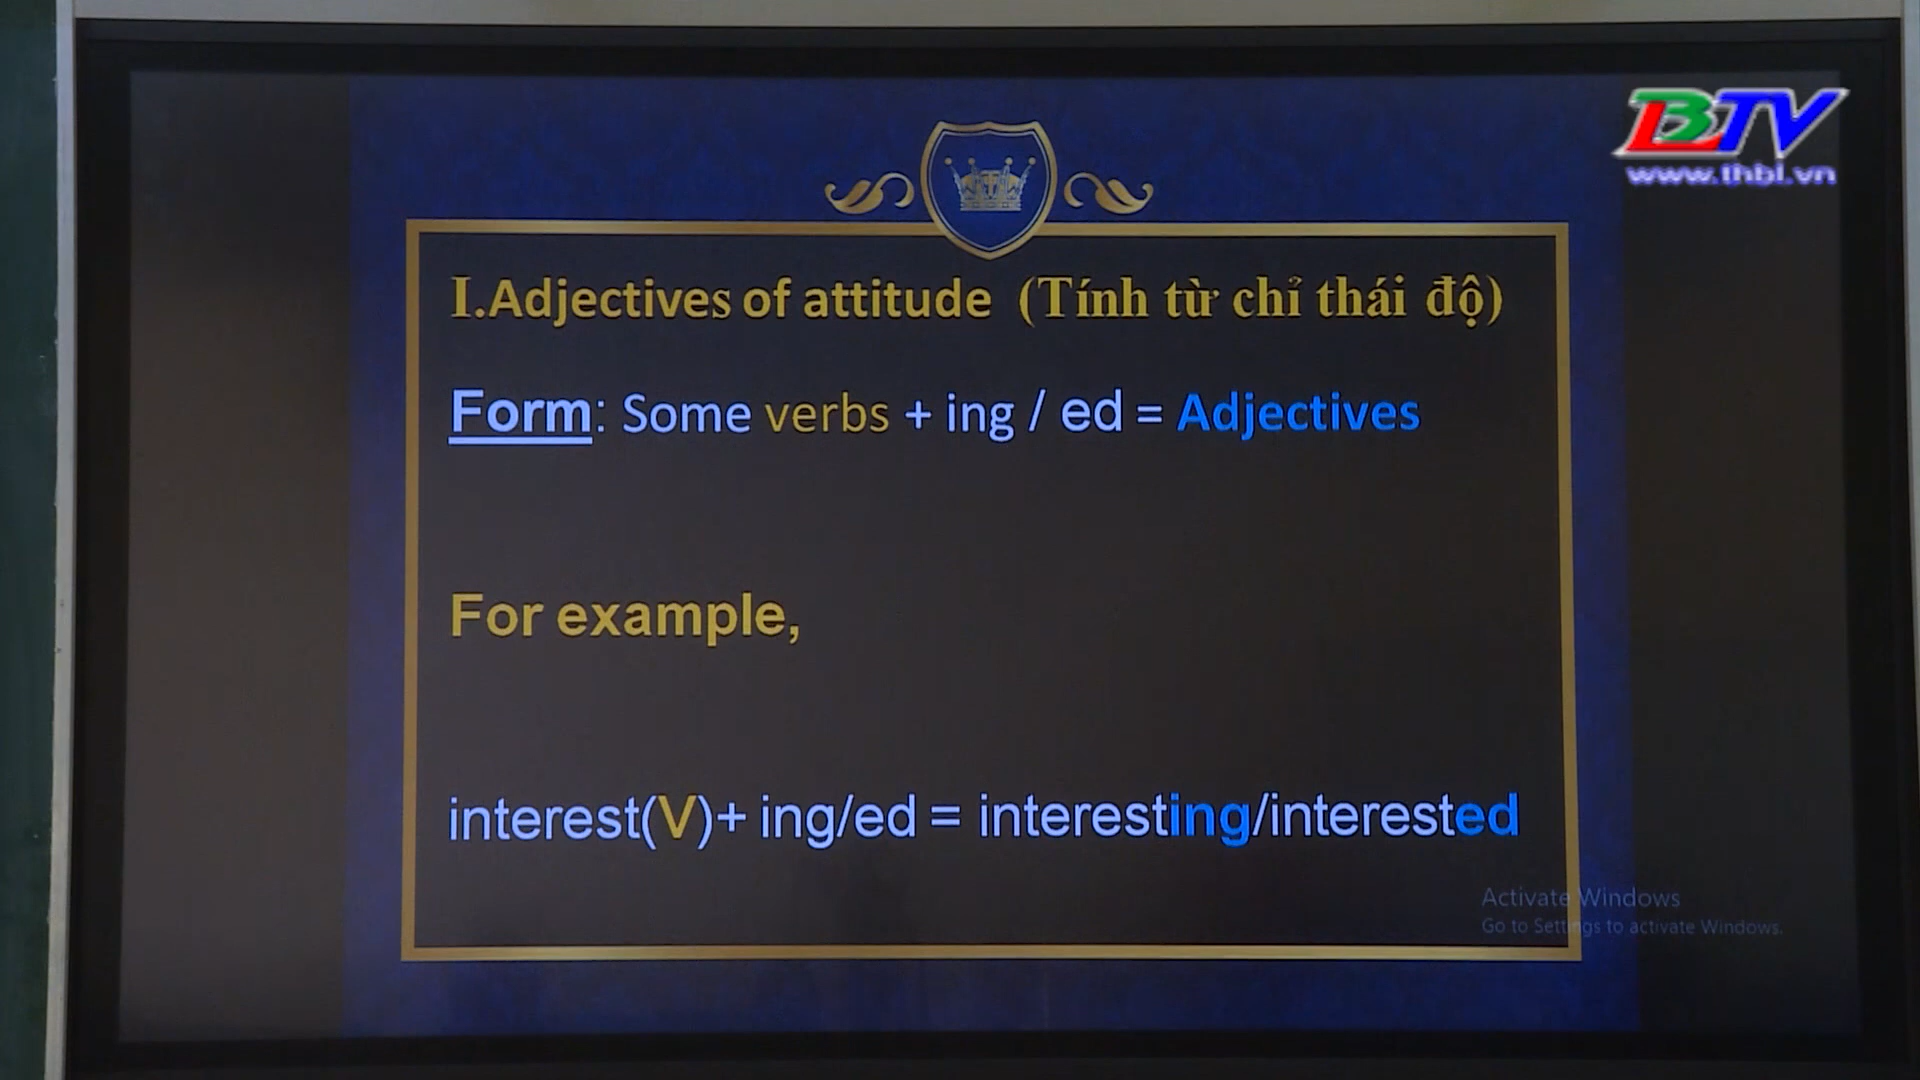 BTV
www.thbl.vn
I.Adjectives of attitude (Tính từ chỉ thái độ)
Form: Some verbs + ing / ed = Adjectives
For example,
interest(V)+ ing/ed = interesting/interested
Activate Windows
Go to Settings to activate Windows.